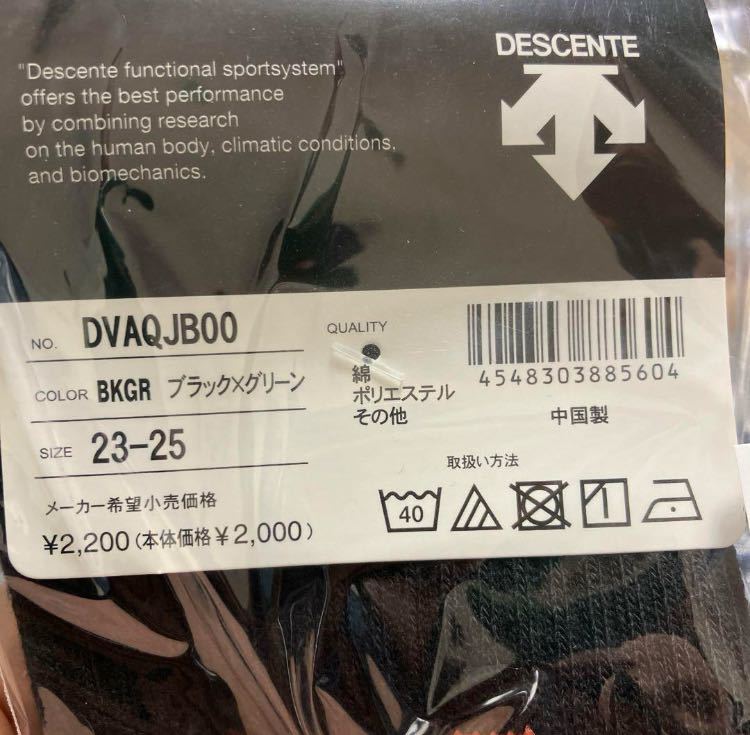 DESCENTE
"Descente functional sportsystem"
offers the best performance
by combining research
on the human body, climatic conditions,
and biomechanics.
NO. DVAQJB00
COLOR BKGR ブラック×グリーン
SIZE 23-25
メーカー希望小売価格
¥2,200(本体価格¥2,000)
QUALITY
綿
ポリエステル
その他
4548303885604
中国製
取扱い方法
40